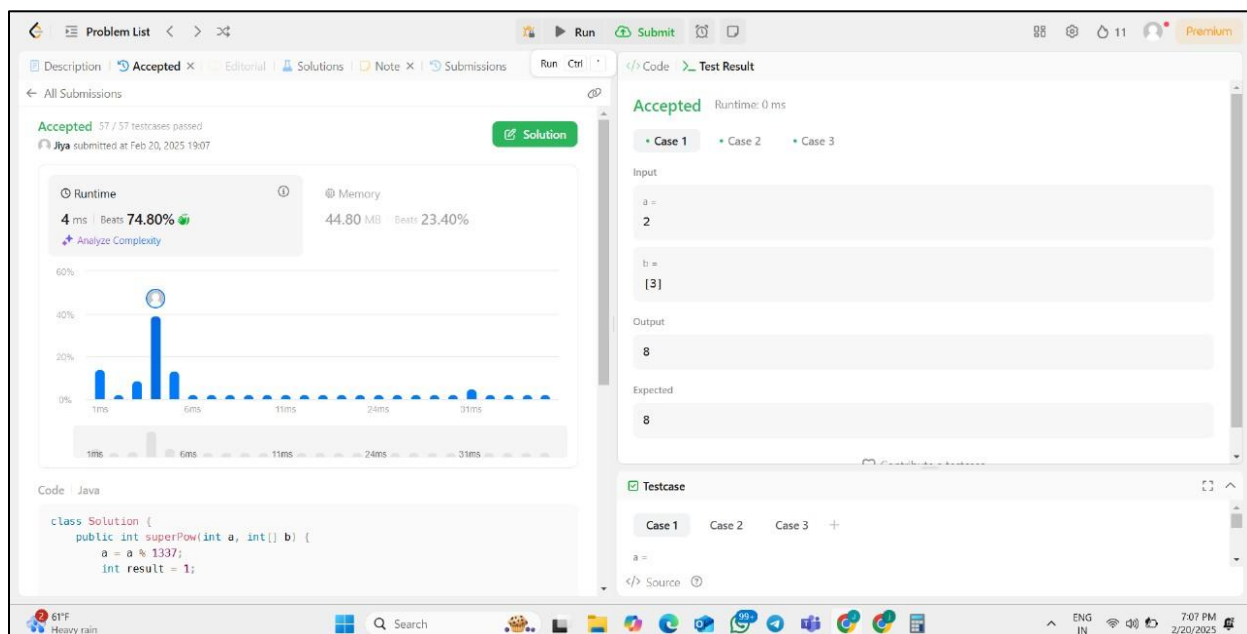 Problem List
Run
Submit
11
Premium
Description
Accepted
Editorial
Solutions
Note
Submissions
Run Ctrl '
</> Code
>_ Test Result
All Submissions
Accepted 57 / 57 testcases passed
Jiya submitted at Feb 20, 2025 19:07
Solution
Runtime
4 ms Beats 74.80%
Analyze Complexity
Memory
44.80 MB Beats 23.40%
60%
40%
20%
0%
1ms 6ms 11ms 24ms 31ms
1ms 6ms 11ms 24ms 31ms
Code Java
class Solution {
public int superPow(int a, int[] b) {
a = a % 1337;
int result = 1;
Accepted Runtime: 0 ms
• Case 1 • Case 2 • Case 3
Input
a =
2
b =
[3]
Output
8
Expected
8
Contribute a testcase
Testcase
Case 1 Case 2 Case 3 +
a =
</> Source
2
61°F
Heavy rain
Search
99+
ENG
IN
7:07 PM
2/20/2025